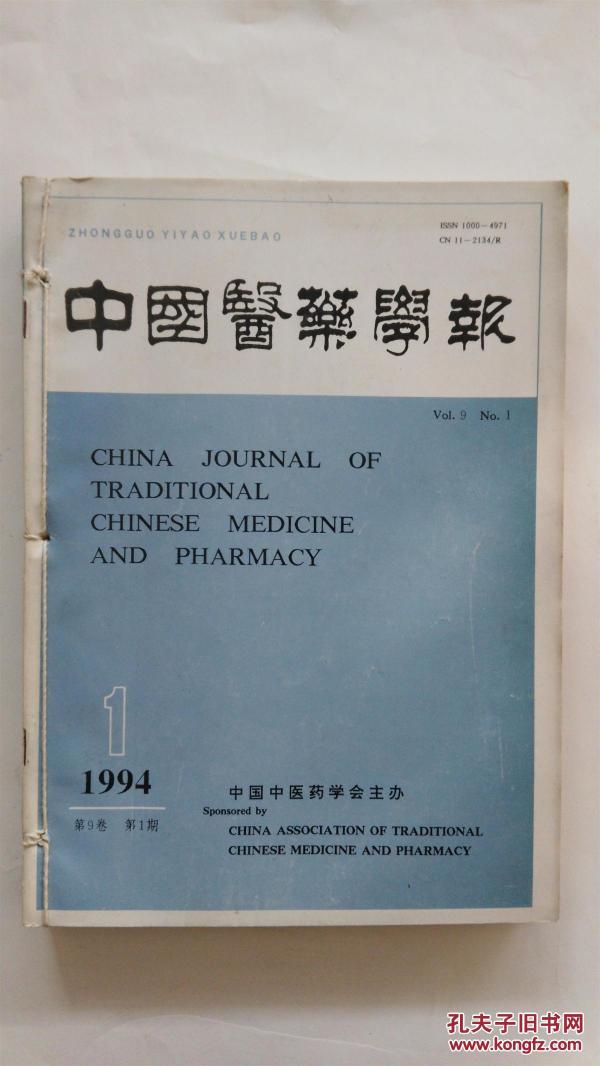 ZHONGGUO YIYAO XUEBAO
ISSN 1000-4971
CN 11-2134/R
中國醫藥學報
Vol. 9 No. 1
CHINA JOURNAL OF
TRADITIONAL
CHINESE MEDICINE
AND PHARMACY
1
1994
第9卷 第1期
中国中医药学会主办
Sponsored by
CHINA ASSOCIATION OF TRADITIONAL
CHINESE MEDICINE AND PHARMACY
孔夫子旧书网
www.kongfz.com